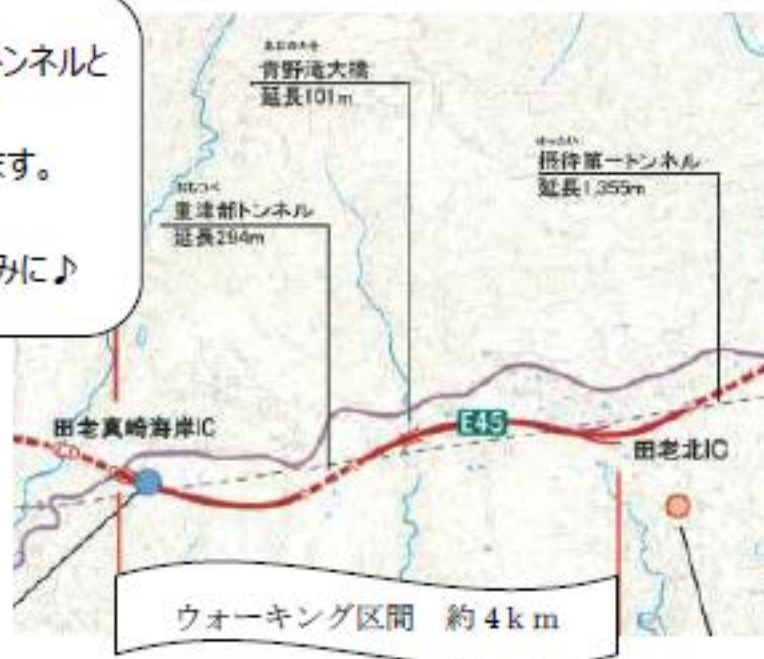 ンネルと
ます。
みに♪
青野滝大橋
延長101m
摂待第一トンネル
延長1,355m
重津部トンネル
延長294m
E45
田老真崎海岸IC
田老北IC
ウォーキング区間 約4km